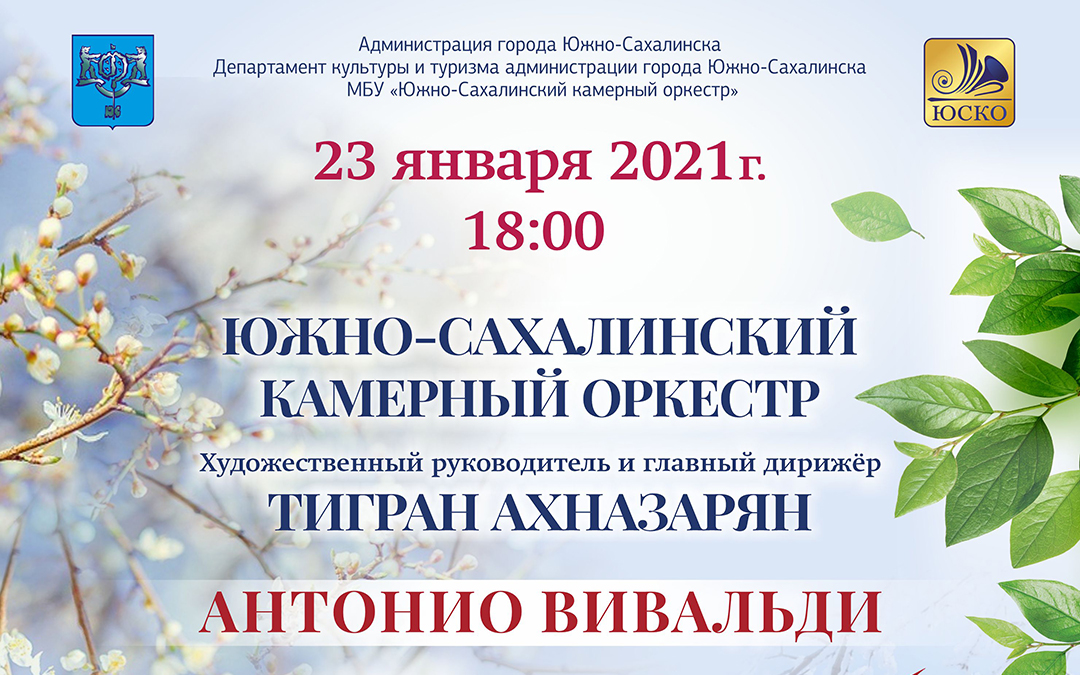 Администрация города Южно-Сахалинска
Департамент культуры и туризма администрации города Южно-Сахалинска
МБУ «Южно-Сахалинский камерный оркестр»
ЮСКО
23 января 2021г.
18:00
ЮЖНО-САХАЛИНСКИЙ
КАМЕРНЫЙ ОРКЕСТР
Художественный руководитель и главный дирижёр
ТИГРАН АХНАЗАРЯН
АНТОНИО ВИВАЛЬДИ